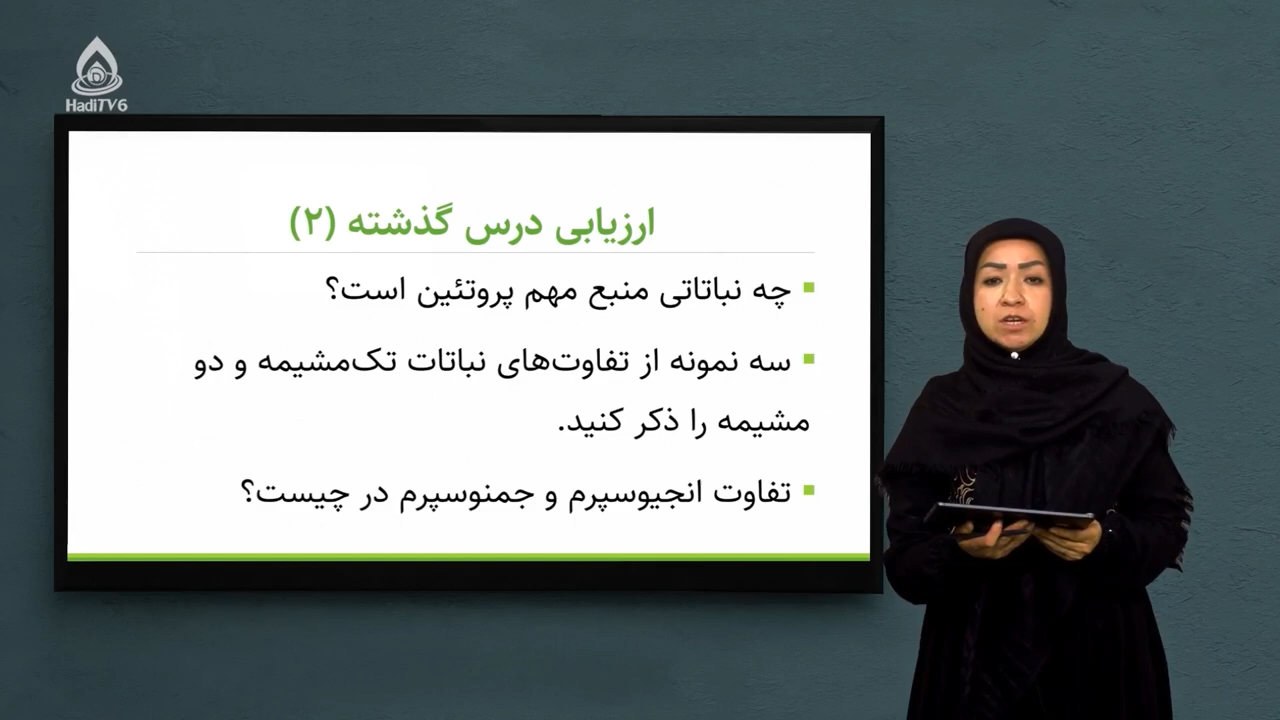 HadiTV6
ارزیابی درس گذشته (۲)
چه نباتاتی منبع مهم پروتئین است؟
سه نمونه از تفاوت‌های نباتات تک‌مشیمه و دو
مشیمه را ذکر کنید.
تفاوت انجیوسپرم و جمنوسپرم در چیست؟